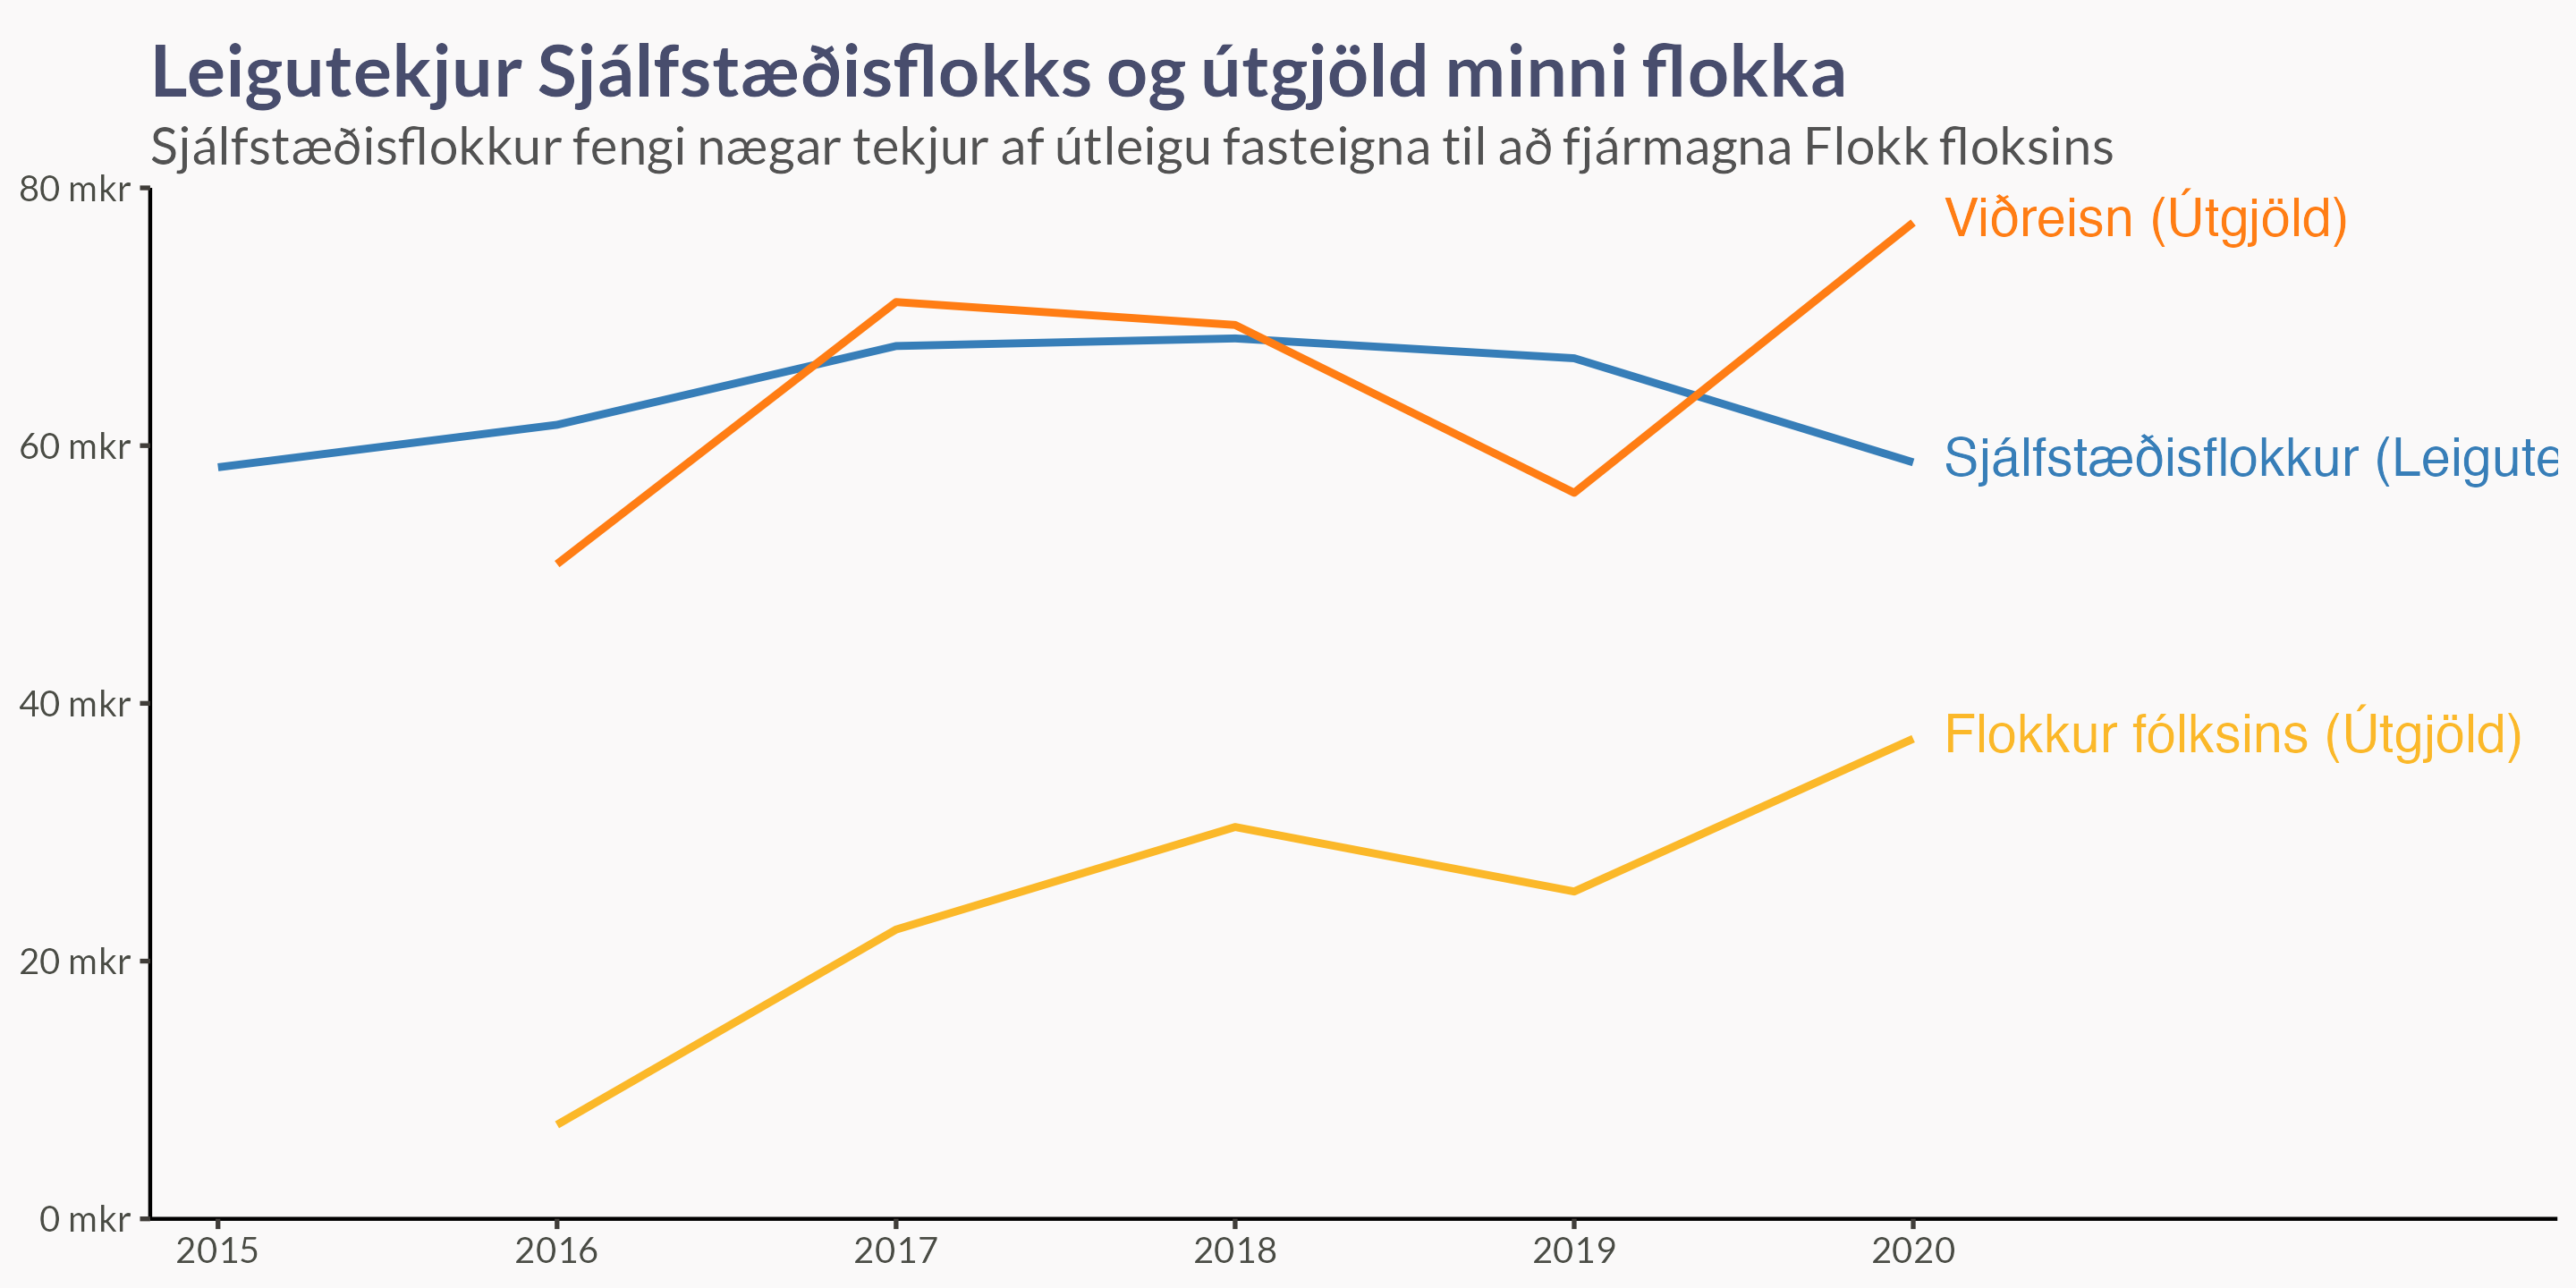 Leigutekjur Sjálfstæðisflokks og útgjöld minni flokka
Sjálfstæðisflokkur fengi nægar tekjur af útleigu fasteigna til að fjármagna Flokk floksins
80 mkr
60 mkr
40 mkr
20 mkr
0 mkr
Viðreisn (Útgjöld)
Sjálfstæðisflokkur (Leigute
Flokkur fólksins (Útgjöld)
2015
2016
2017
2018
2019
2020